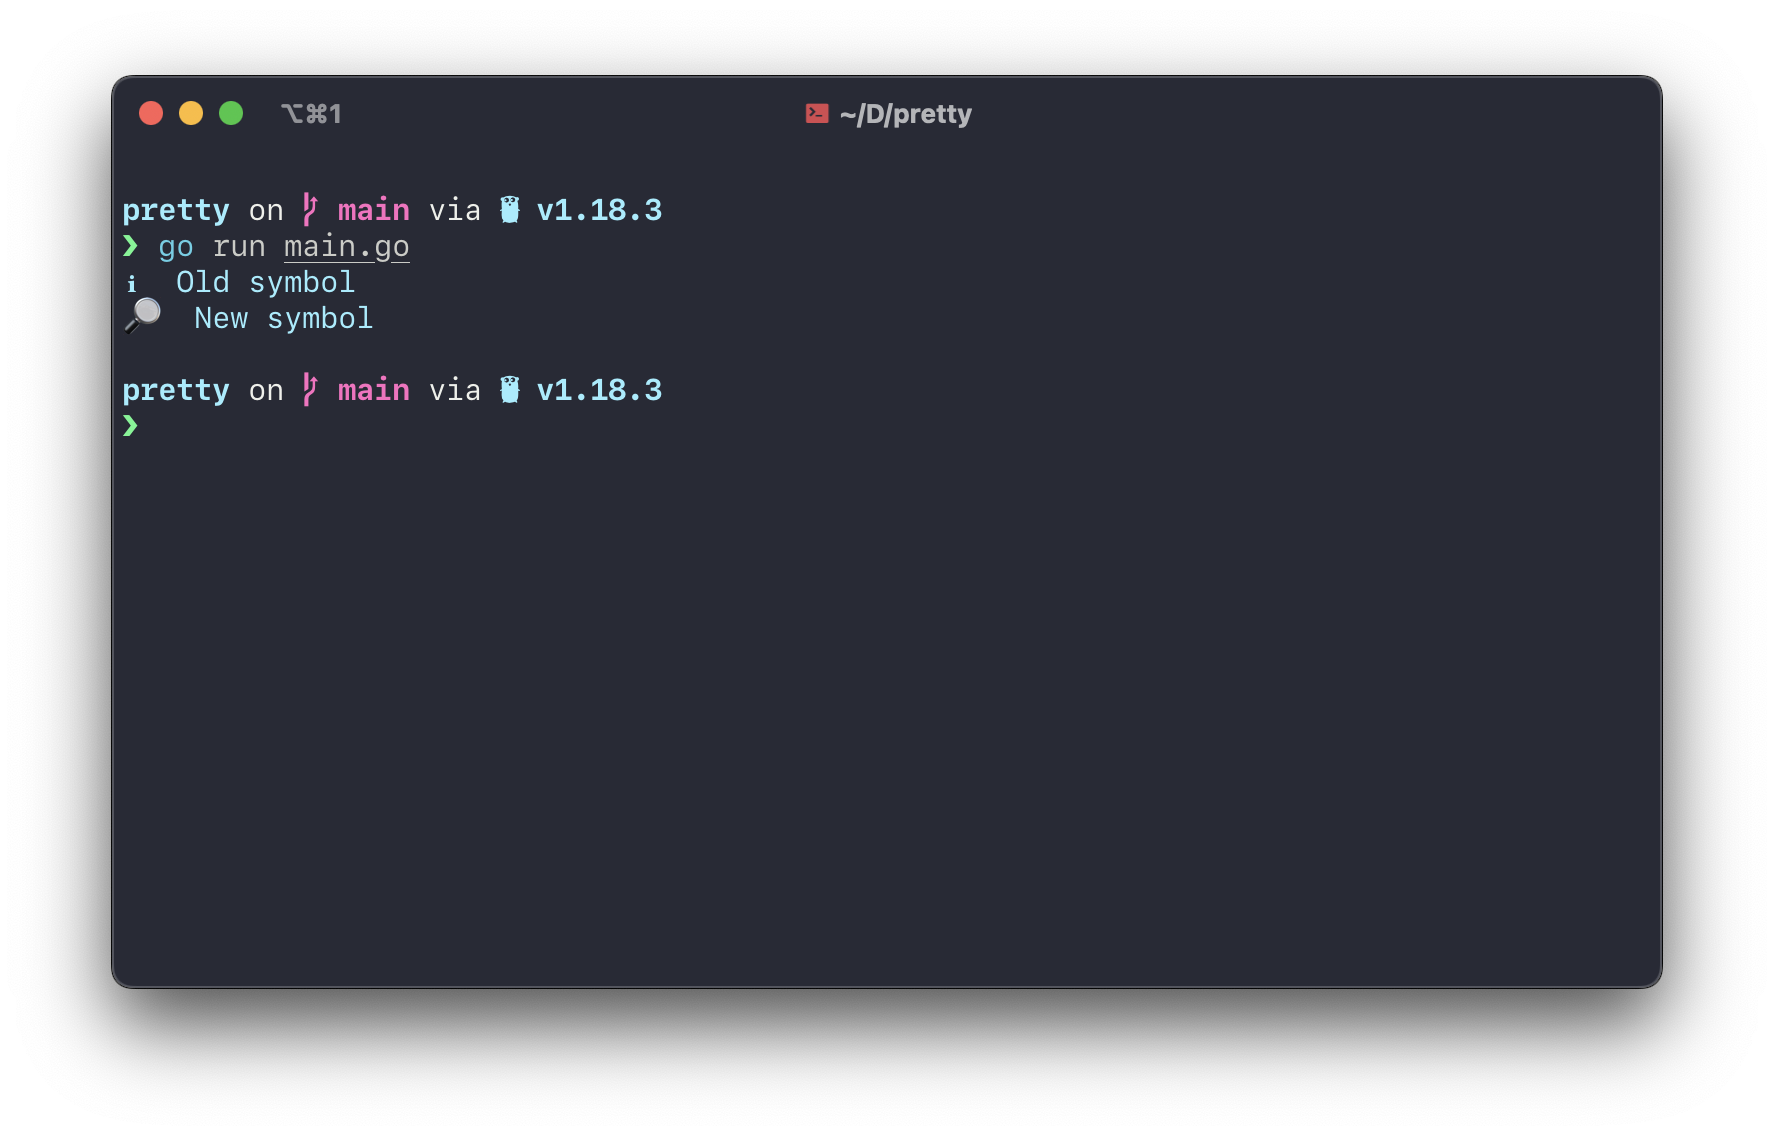 ⌥⌘1 ~/D/pretty
pretty on main via v1.18.3
❯ go run main.go
ℹ Old symbol
🔎 New symbol
pretty on main via v1.18.3
❯